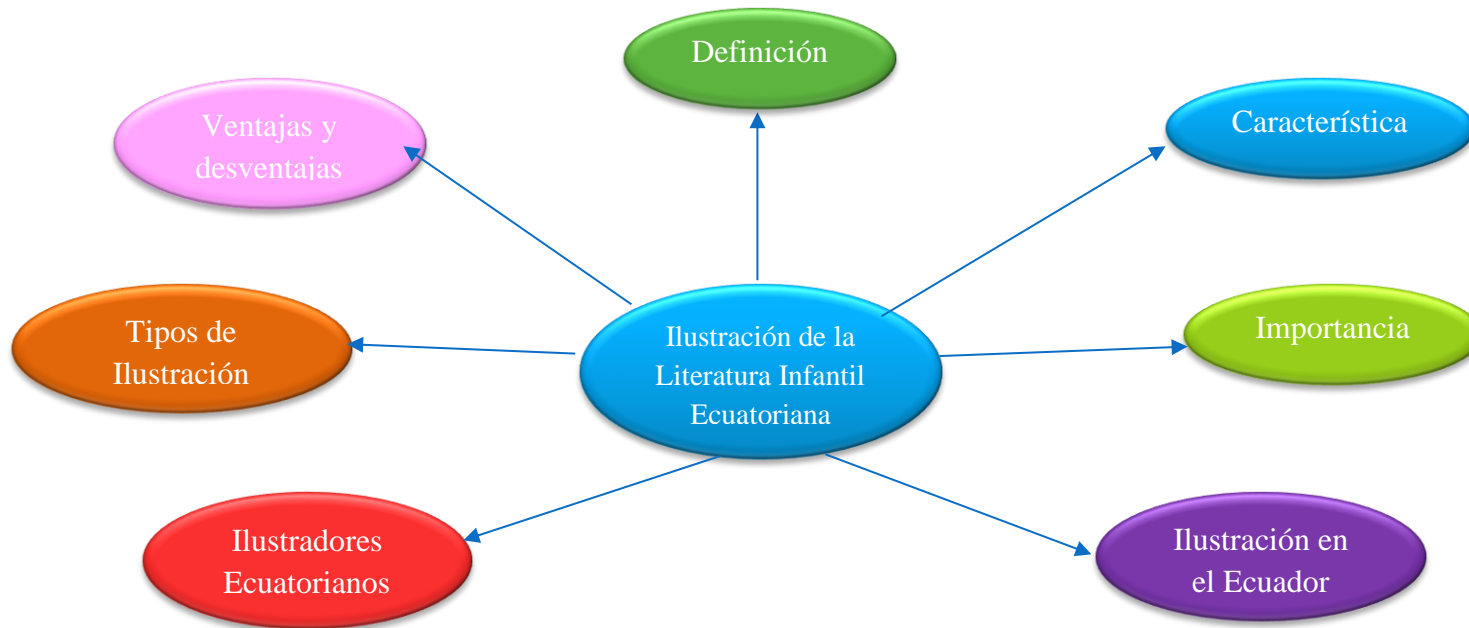 Definición
Ventajas y
desventajas
Característica
Tipos de
Ilustración
Ilustración de la
Literatura Infantil
Ecuatoriana
Importancia
Ilustradores
Ecuatorianos
Ilustración en
el Ecuador